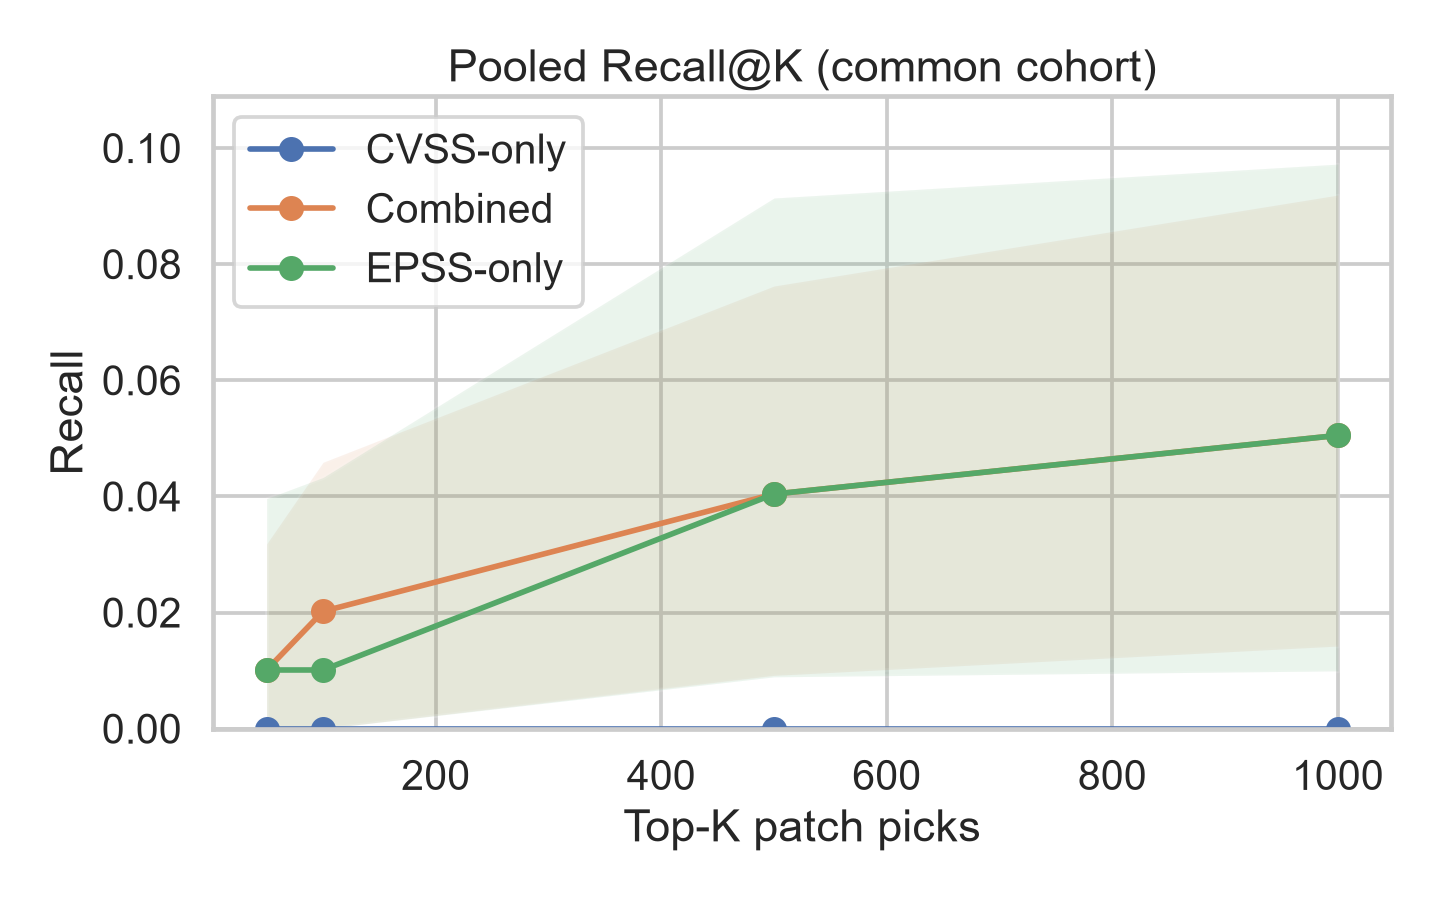 Pooled Recall@K (common cohort)
CVSS-only
Combined
EPSS-only
0.10
0.08
0.06
0.04
0.02
0.00
Recall
200 400 600 800 1000
Top-K patch picks